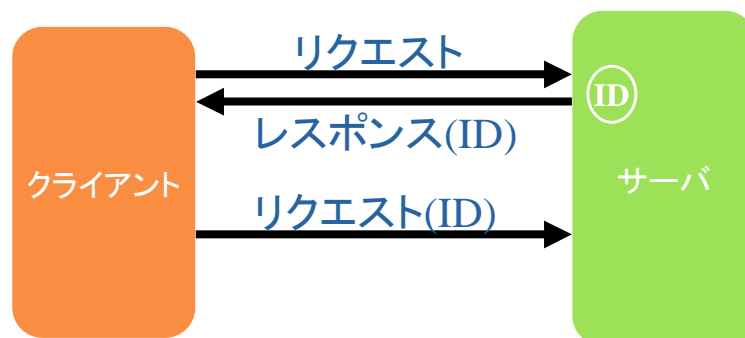 リクエスト
ID
レスポンス(ID)
クライアント
サーバ
リクエスト(ID)